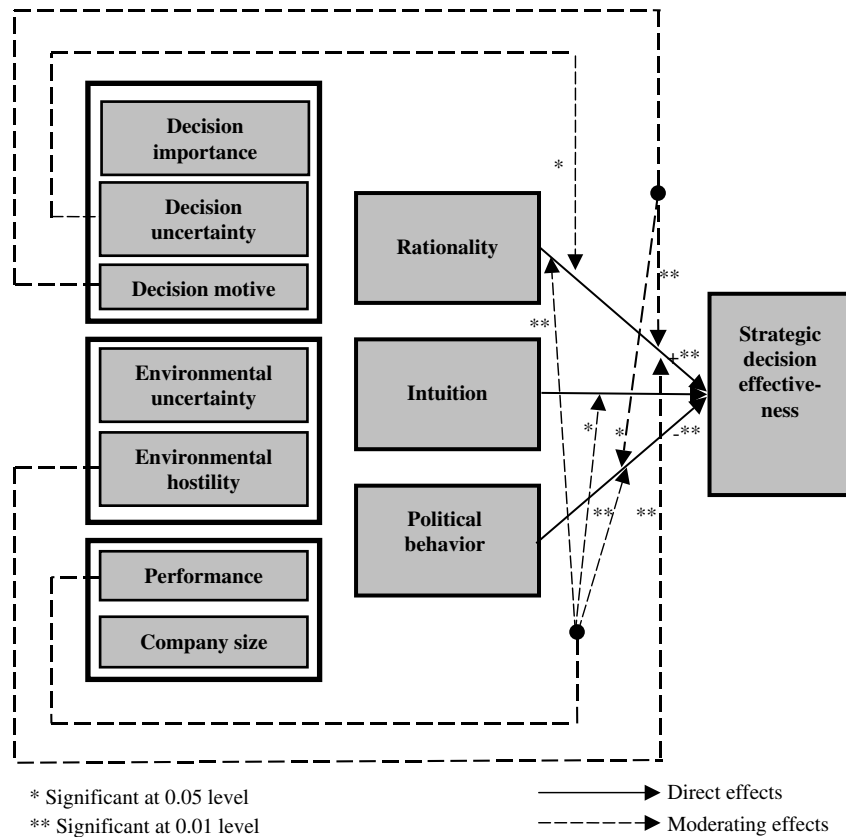 Decision
importance
Decision
uncertainty
Decision motive
Environmental
uncertainty
Environmental
hostility
Performance
Company size
Rationality
Intuition
Political
behavior
*
**
**
+**
*
*
-**
**
**
Strategic
decision
effective-
ness
* Significant at 0.05 level
** Significant at 0.01 level
Direct effects
Moderating effects